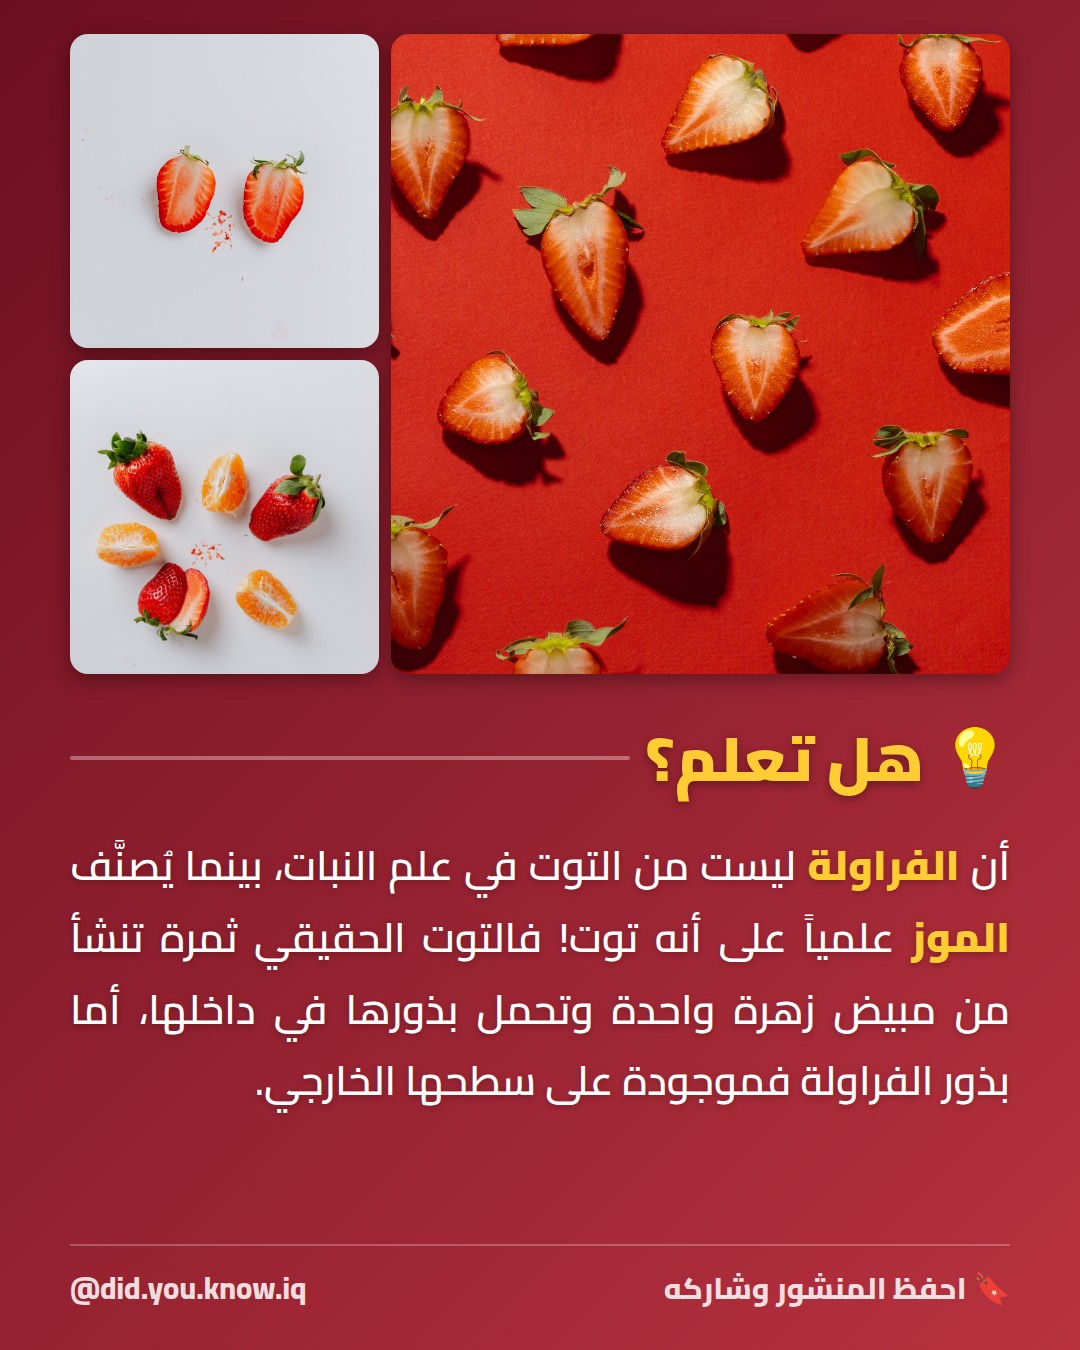 💡 هل تعلم؟
أن الفراولة ليست من التوت في علم النبات، بينما يُصنَّف
الموز علمياً على أنه توت! فالتوت الحقيقي ثمرة تنشأ
من مبيض زهرة واحدة وتحمل بذورها في داخلها، أما
بذور الفراولة فموجودة على سطحها الخارجي.
🔖 احفظ المنشور وشاركه
@did.you.know.iq